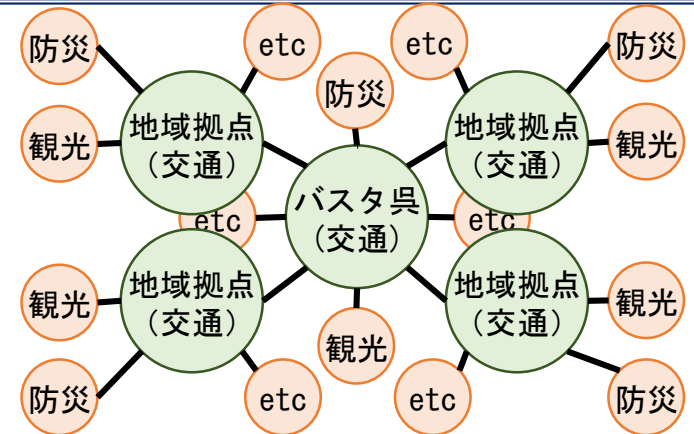 防災
etc
etc
防災
防災
地域拠点
(交通)
地域拠点
(交通)
観光
観光
バスタ呉
(交通)
etc
etc
地域拠点
(交通)
地域拠点
(交通)
観光
観光
観光
防災
etc
etc
防災